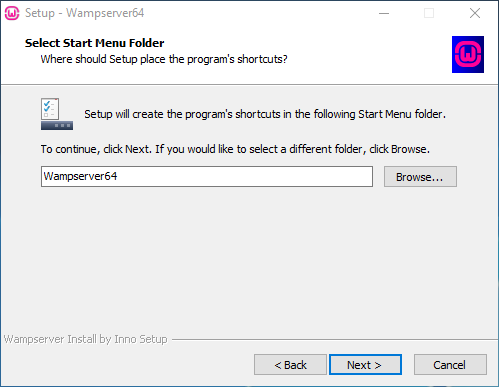 Setup - Wampserver64
Select Start Menu Folder
Where should Setup place the program's shortcuts?
Setup will create the program's shortcuts in the following Start Menu folder.
To continue, click Next. If you would like to select a different folder, click Browse.
Wampserver64
Browse...
Wampserver Install by Inno Setup
< Back
Next >
Cancel